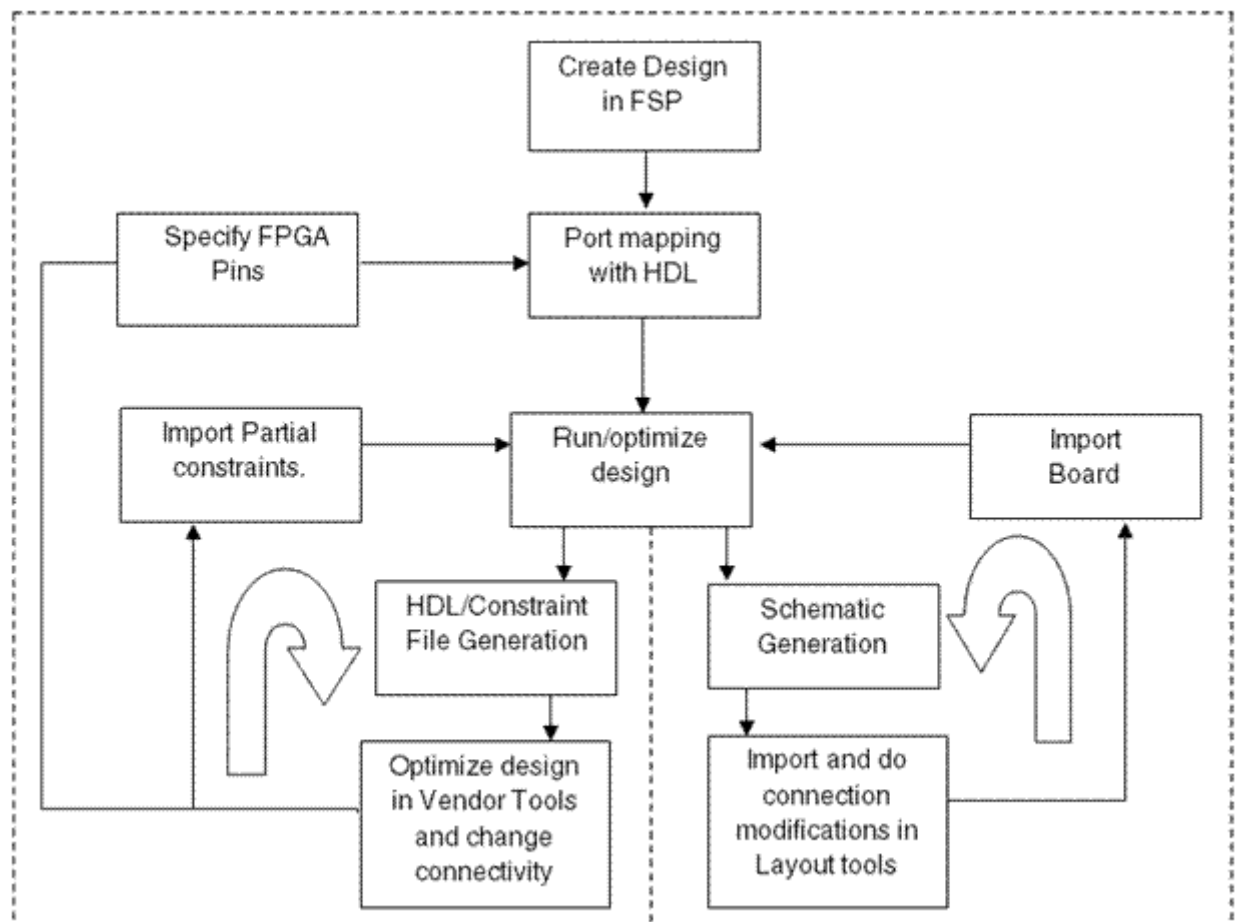 Create Design
in FSP
Specify FPGA
Pins
Port mapping
with HDL
Import Partial
constraints.
Run/optimize
design
Import
Board
HDL/Constraint
File Generation
Schematic
Generation
Optimize design
in Vendor Tools
and change
connectivity
Import and do
connection
modifications in
Layout tools